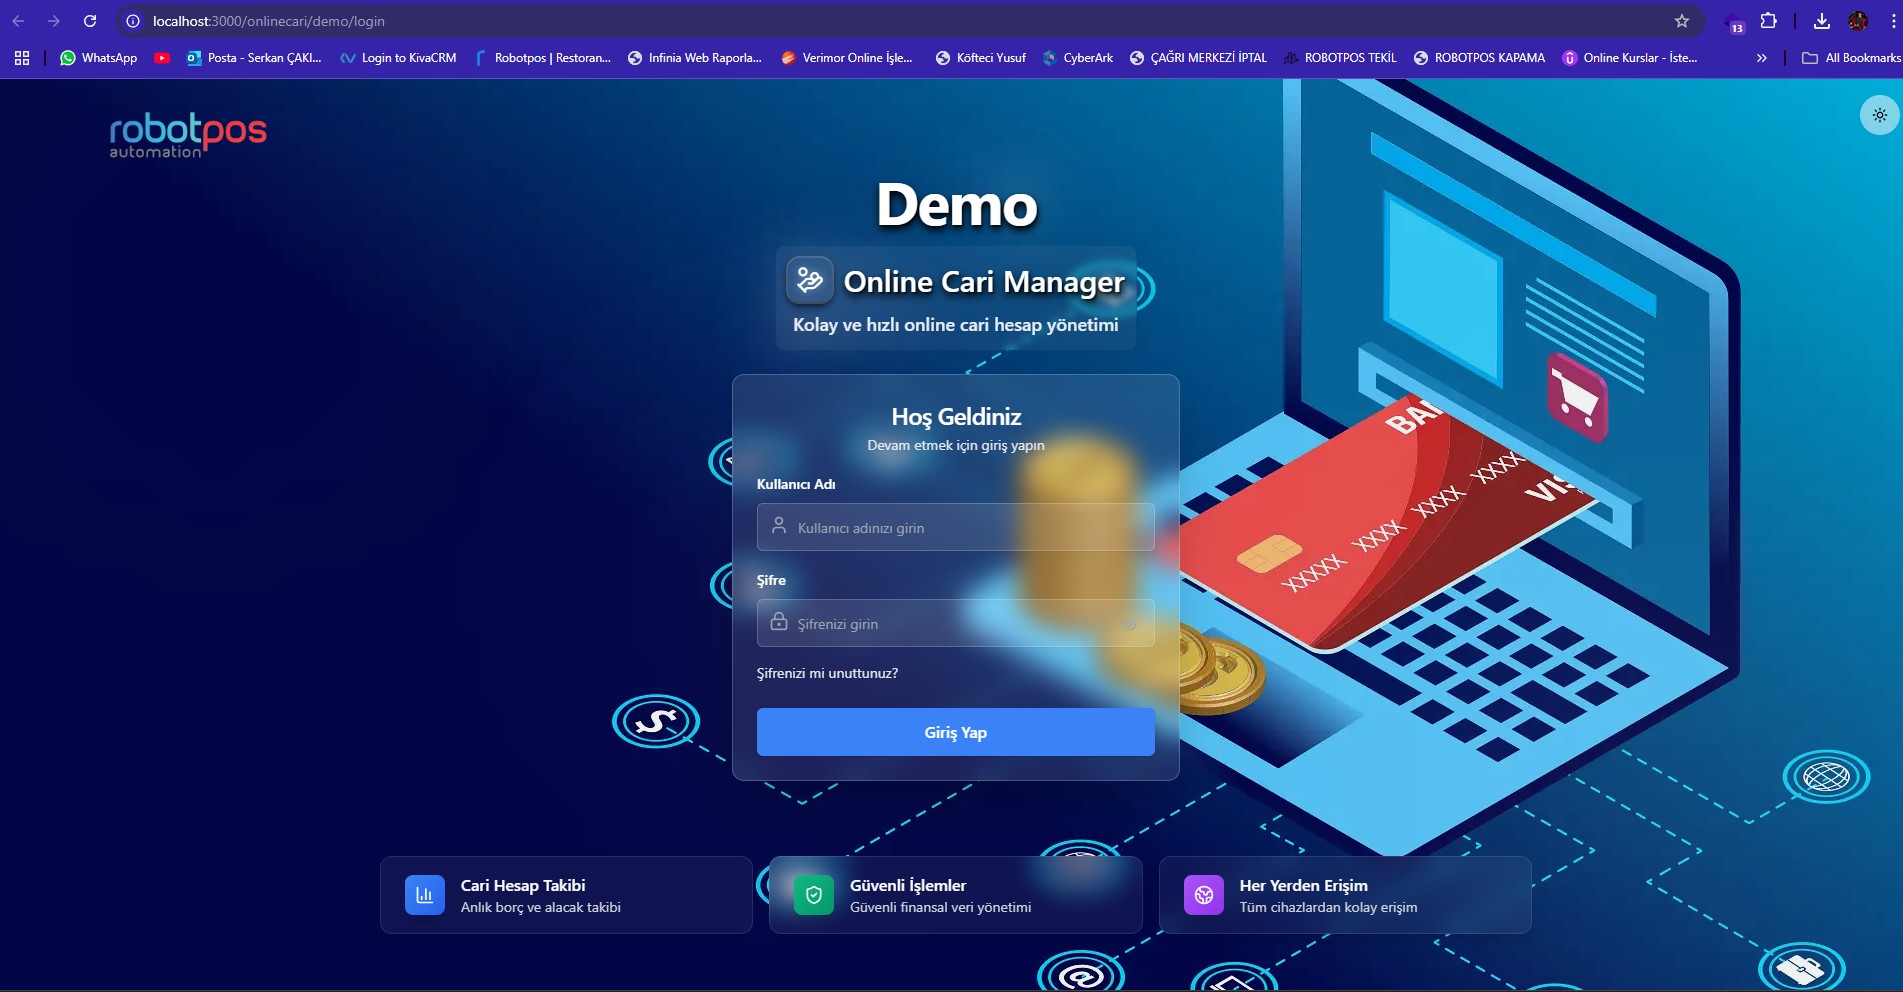 localhost:3000/onlinecari/demo/login
13
WhatsApp
Posta - Serkan ÇAKI...
Login to KivaCRM
Robotpos | Restoran...
Infinia Web Raporla...
Verimor Online İşle...
Köfteci Yusuf
CyberArk
ÇAĞRI MERKEZİ İPTAL
ROBOTPOS TEKİL
ROBOTPOS KAPAMA
Online Kurslar - İste...
All Bookmarks
robotpos
automation
Demo
Online Cari Manager
Kolay ve hızlı online cari hesap yönetimi
Hoş Geldiniz
Devam etmek için giriş yapın
Kullanıcı Adı
Kullanıcı adınızı girin
Şifre
Şifrenizi girin
Şifrenizi mi unuttunuz?
Giriş Yap
BAN
XXXXX XXXX XXXX XXXX
VIS
Cari Hesap Takibi
Anlık borç ve alacak takibi
Güvenli İşlemler
Güvenli finansal veri yönetimi
Her Yerden Erişim
Tüm cihazlardan kolay erişim